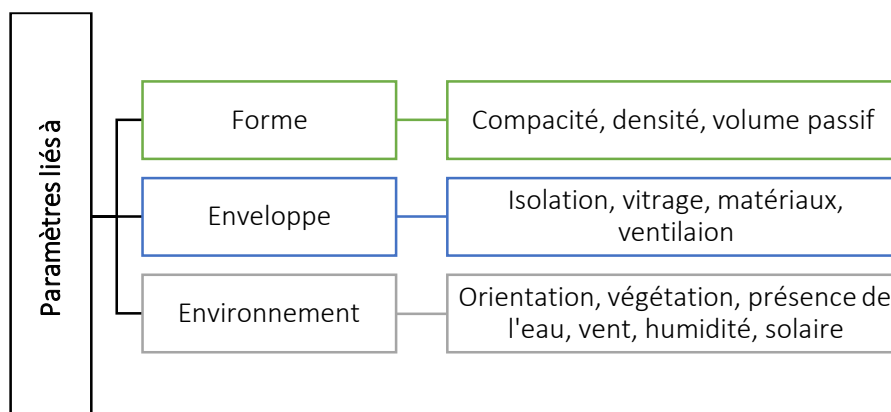 Paramètres liés à
Forme
Compacité, densité, volume passif
Enveloppe
Isolation, vitrage, matériaux,
ventilaion
Environnement
Orientation, végétation, présence de
l'eau, vent, humidité, solaire